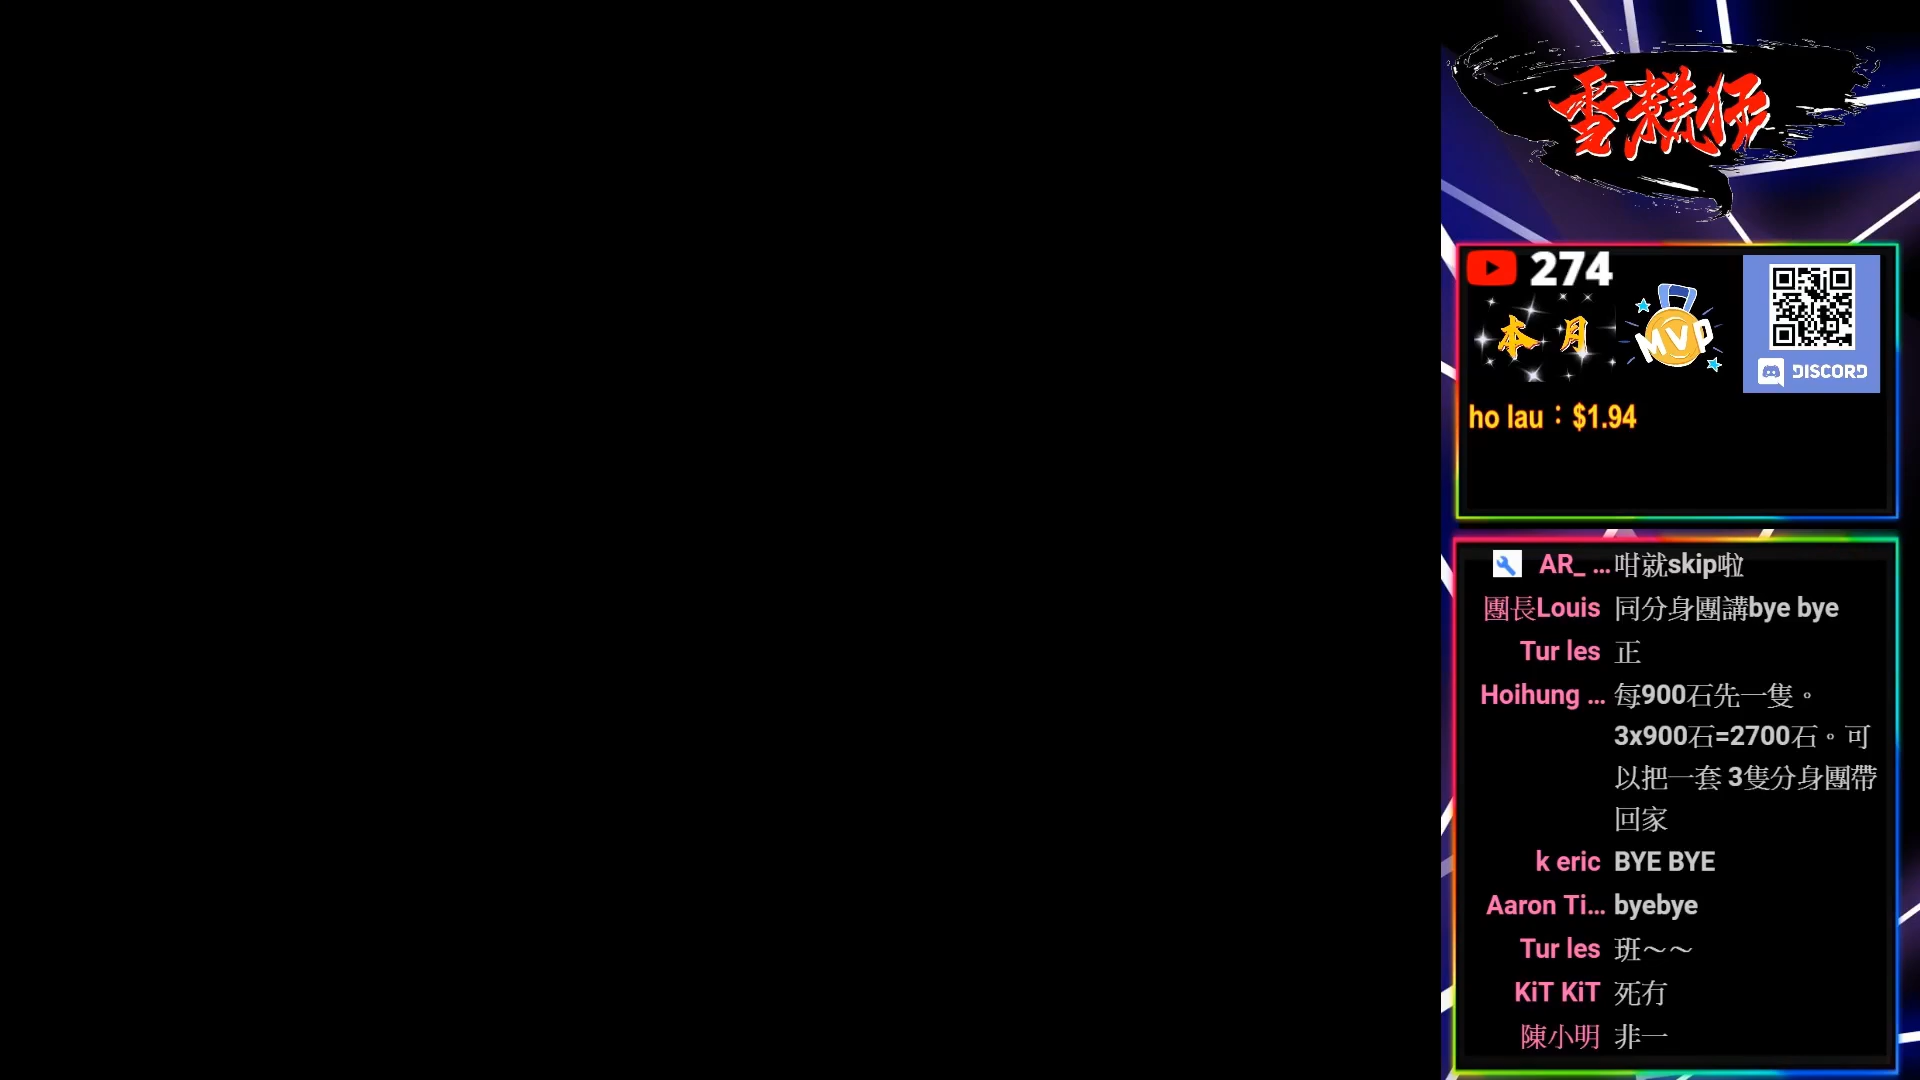 雪糕狂
274
本月
MVP
DISCORD
ho lau：$1.94
AR_ ... 咁就skip啦
團長Louis 同分身團講bye bye
Tur les 正
Hoihung ... 每900石先一隻。
3x900石=2700石。可
以把一套 3隻分身團帶
回家
k eric BYE BYE
Aaron Ti... byebye
Tur les 班～～
KiT KiT 死冇
陳小明 非一